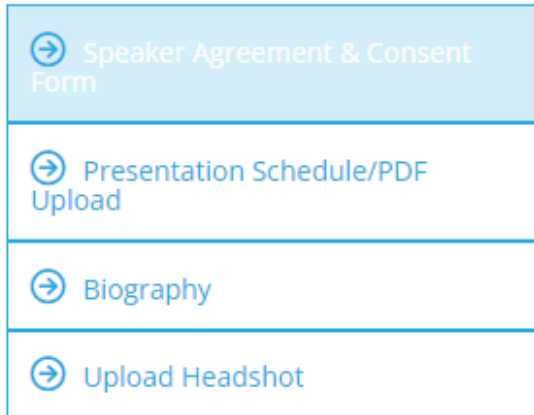 Speaker Agreement & Consent
Form
Presentation Schedule/PDF
Upload
Biography
Upload Headshot